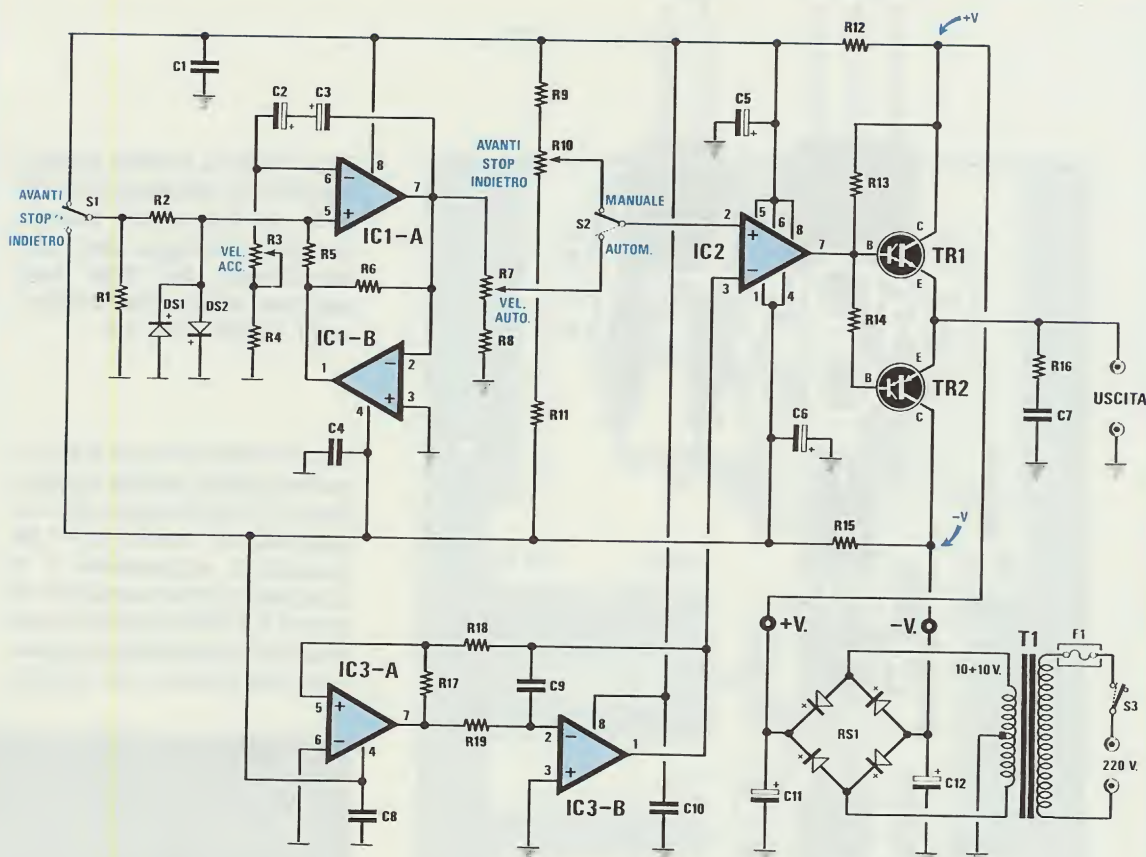 +V
R12
C1
C2
C3
+
+
R9
C5
+
AVANTI
STOP
INDIETRO
R10
R13
8
6
−
7
5
+
IC1-A
AVANTI
STOP
INDIETRO
S1
R2
R3
VEL.
ACC.
R5
R6
MANUALE
S2
AUTOM.
5
6
8
2
+
−
3
7
1
4
IC2
B
C
E
TR1
R7
VEL.
AUTO.
R1
DS1
+
DS2
+
R4
IC1-B
R8
R14
E
B
C
TR2
R16
C7
USCITA
1
−
2
+
3
4
C4
R11
C6
+
R15
−V
+V.
−V.
R18
IC3-A
R17
C9
5
+
6
−
7
4
R19
2
−
3
+
8
1
IC3-B
C8
C10
T1
F1
10+10 V.
S3
220 V.
RS1
C11
+
C12
+